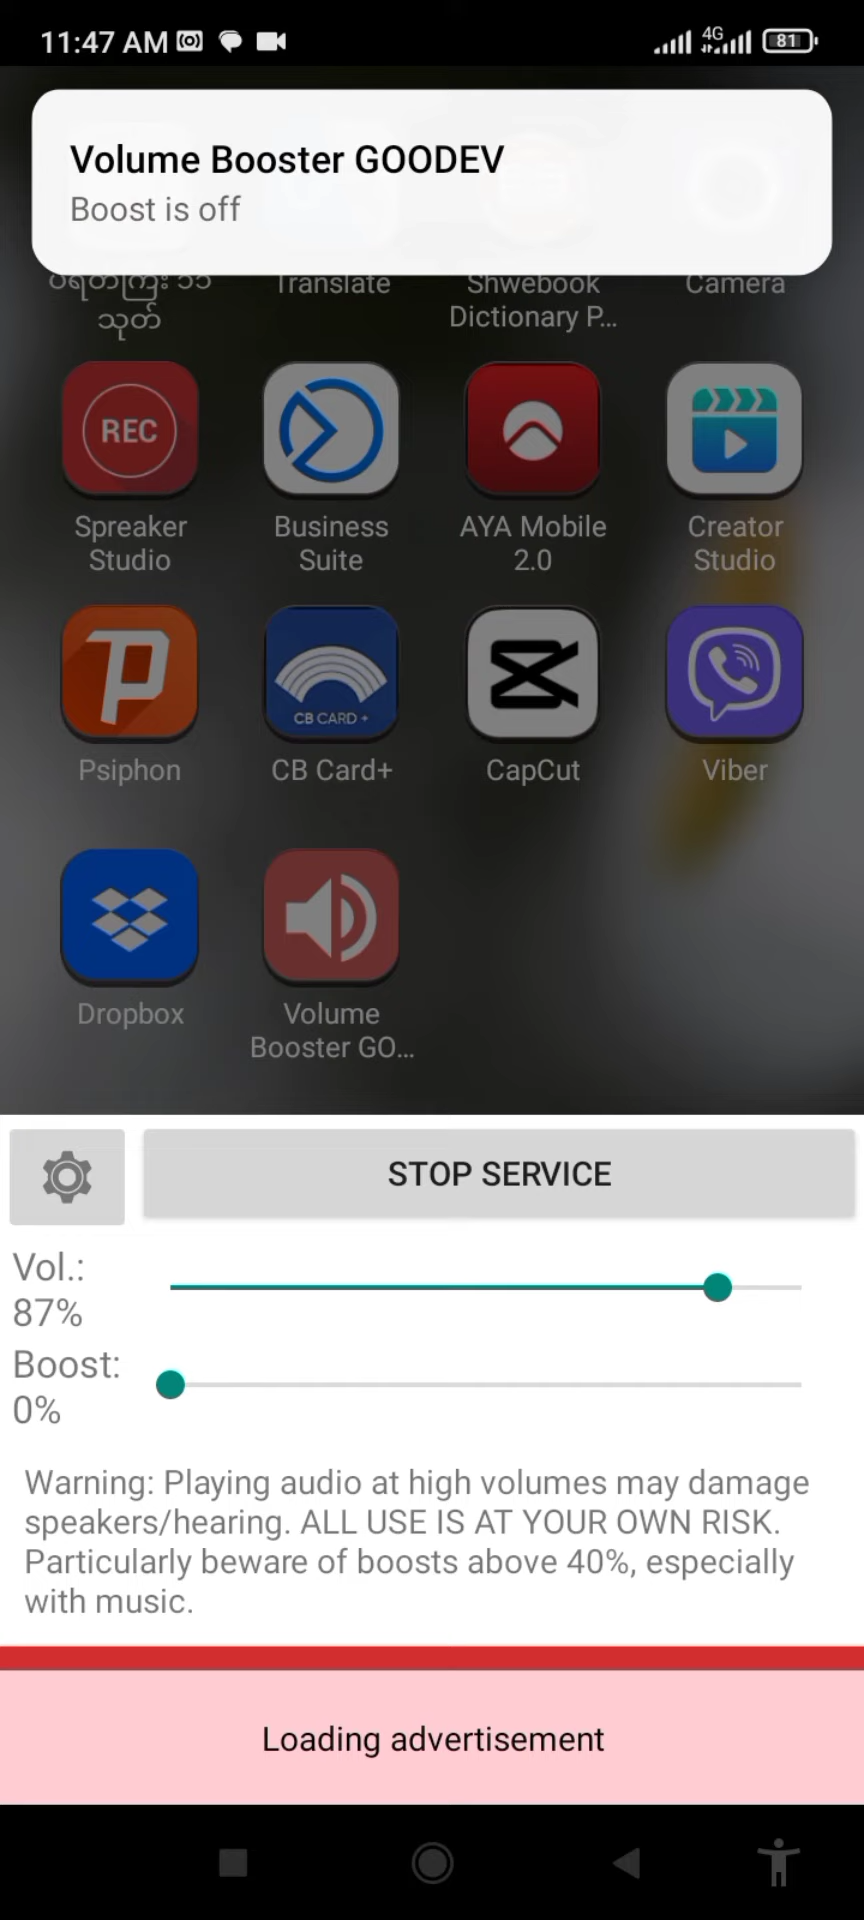 11:47 AM
4G
81
Volume Booster GOODEV
Boost is off
Translate
Shwebook
Camera
သုတ်
Dictionary P...
REC
Spreaker
Studio
Business
Suite
AYA Mobile
2.0
Creator
Studio
CB CARD +
Psiphon
CB Card+
CapCut
Viber
Dropbox
Volume
Booster GO...
STOP SERVICE
Vol.:
87%
Boost:
0%
Warning: Playing audio at high volumes may damage
speakers/hearing. ALL USE IS AT YOUR OWN RISK.
Particularly beware of boosts above 40%, especially
with music.
Loading advertisement